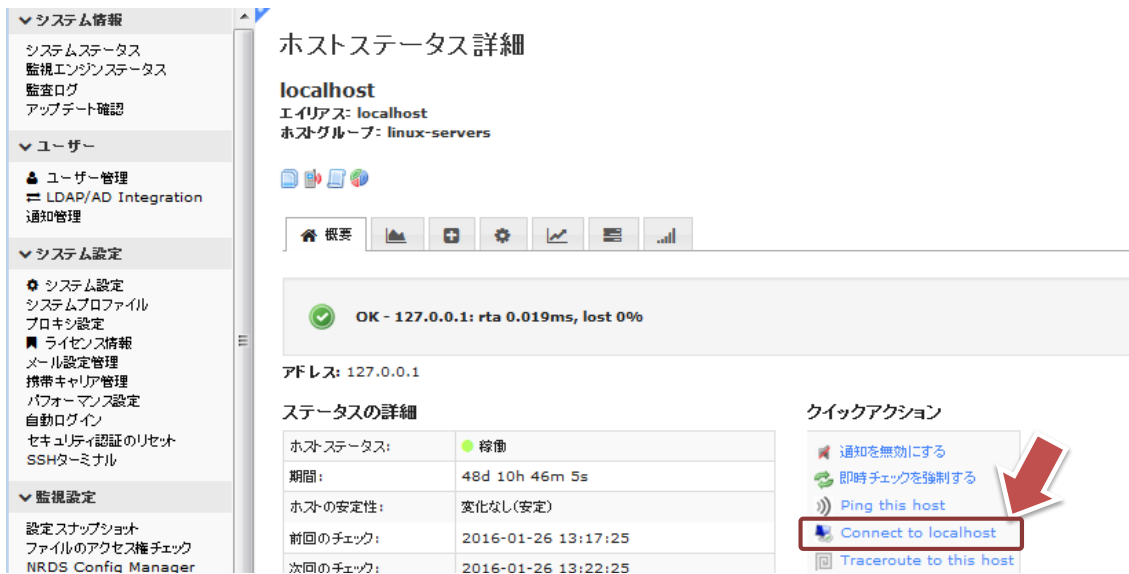 システム情報
システムステータス
監視エンジンステータス
監査ログ
アップデート確認
ユーザー
ユーザー管理
LDAP/AD Integration
通知管理
システム設定
システム設定
システムプロファイル
プロキシ設定
ライセンス情報
メール設定管理
携帯キャリア管理
パフォーマンス設定
自動ログイン
セキュリティ認証のリセット
SSHターミナル
監視設定
設定スナップショット
ファイルのアクセス権チェック
NRDS Config Manager
ホストステータス詳細
localhost
エイリアス: localhost
ホストグループ: linux-servers
概要
OK - 127.0.0.1: rta 0.019ms, lost 0%
アドレス: 127.0.0.1
ステータスの詳細
ホストステータス: 稼働
期間: 48d 10h 46m 5s
ホストの安定性: 変化なし(安定)
前回のチェック: 2016-01-26 13:17:25
次回のチェック: 2016-01-26 13:22:25
クイックアクション
通知を無効にする
即時チェックを強制する
Ping this host
Connect to localhost
Traceroute to this host